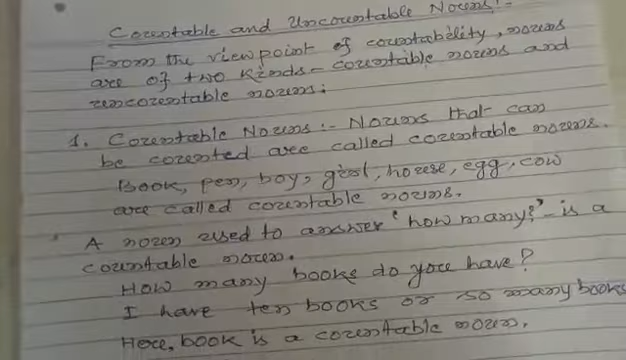 Countable and Uncountable Nouns:-
From the viewpoint of countability, nouns
are of two kinds - countable nouns and
uncountable nouns:
1. Countable Nouns:- Nouns that can
be counted are called countable nouns.
Book, pen, boy, girl, house, egg, cow
are called countable nouns.
A noun used to answer 'how many?' - is a
countable noun.
How many books do you have?
I have ten books or so many books
Here, book is a countable noun.